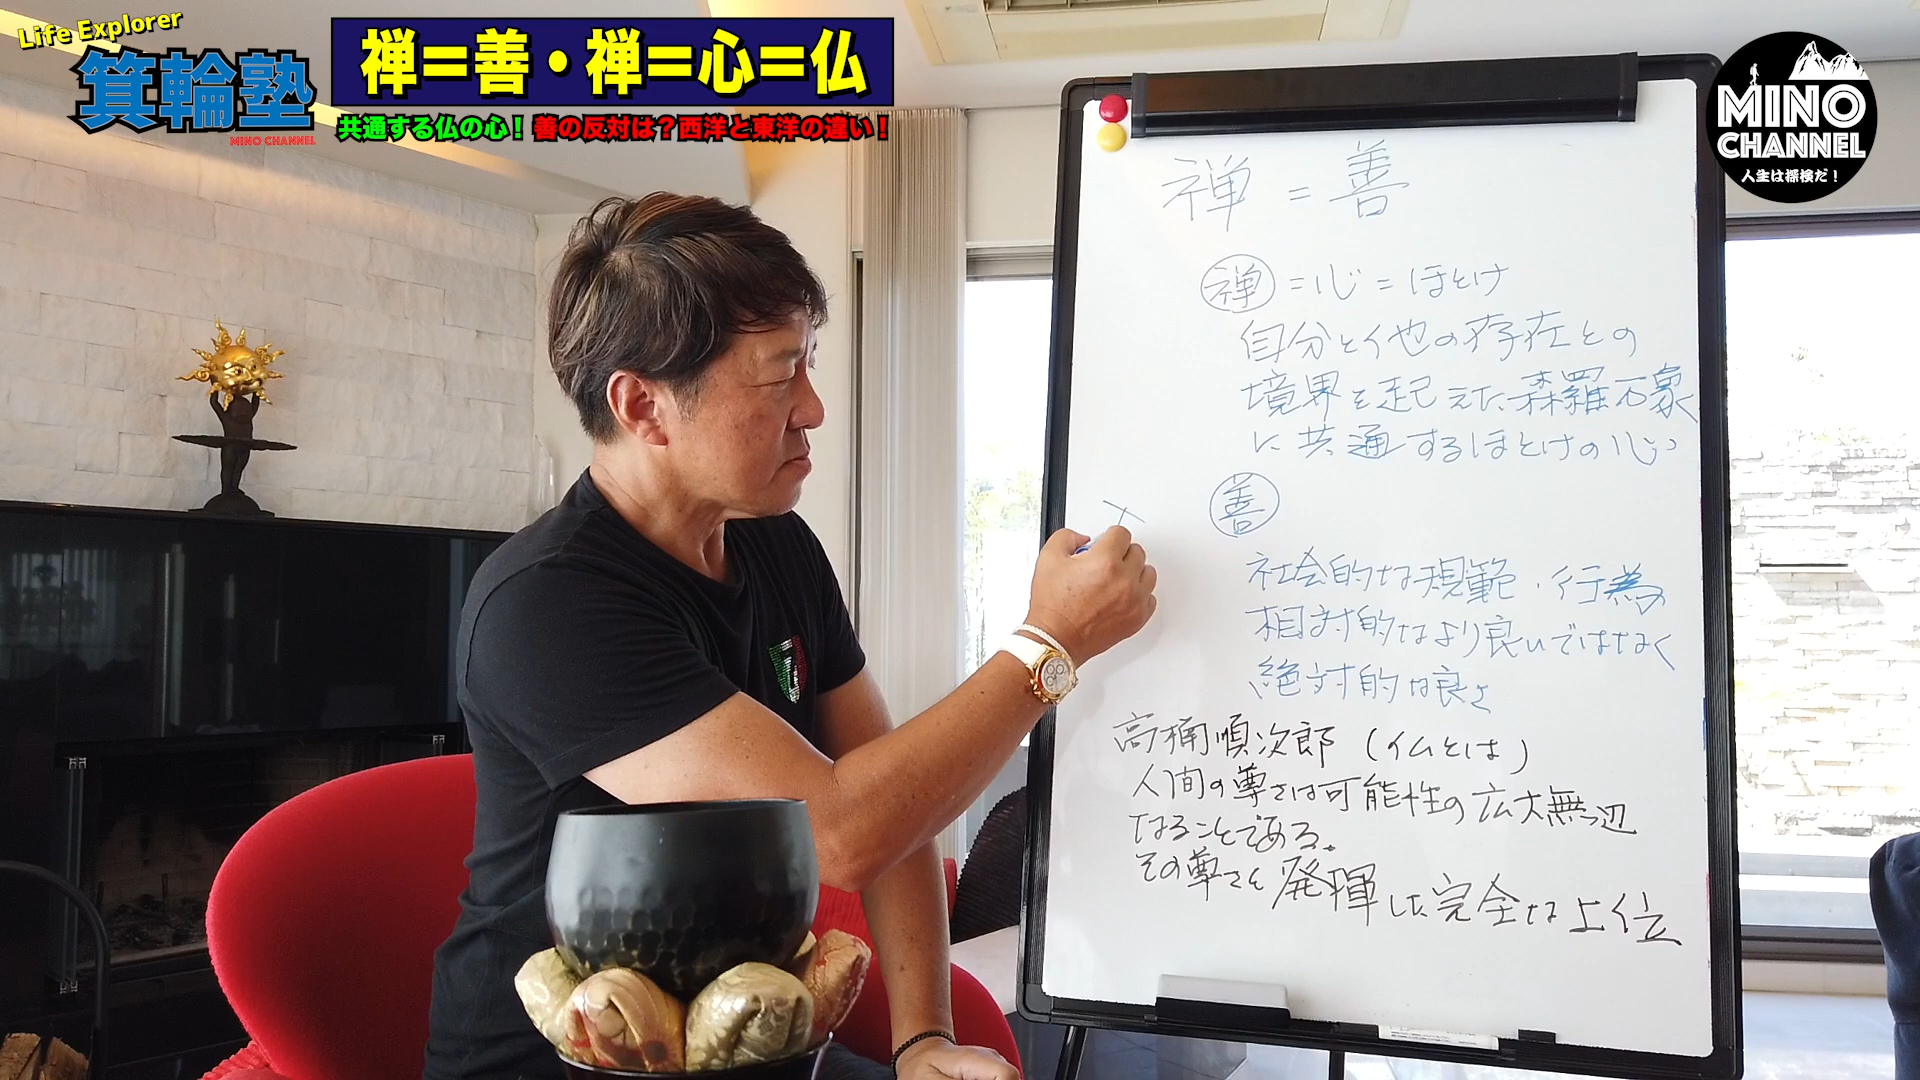 Life Explorer
箕輪塾
MINO CHANNEL
禅＝善・禅＝心＝仏
共通する仏の心！善の反対は？西洋と東洋の違い！
MINO
CHANNEL
人生は探検だ！
禅 = 善
禅 = 心 = ほとけ
自分と他の存在との
境界を起えた森羅万象
に共通するほとけの心
善
社会的な規範・行為の
相対的なより良いではなく
絶対的な良さ
高楠順次郎 (仏とは)
人間の尊さは可能性の広大無辺
なることである。
その尊さを発揮した完全な上位